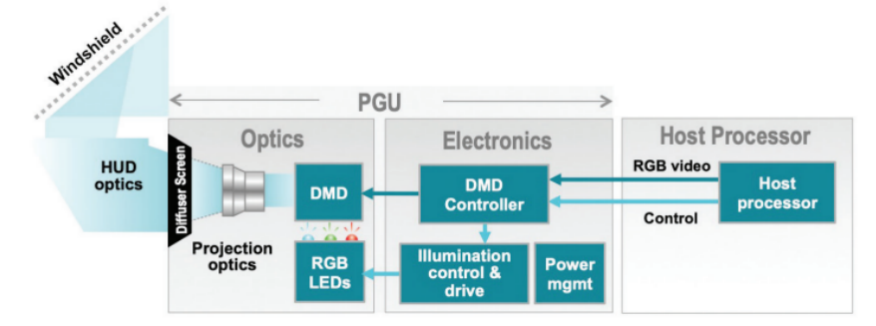 Windshield
PGU
Optics
Electronics
Host Processor
HUD
optics
Diffuser Screen
Projection
optics
DMD
RGB
LEDs
DMD
Controller
Illumination
control &
drive
Power
mgmt
RGB video
Control
Host
processor